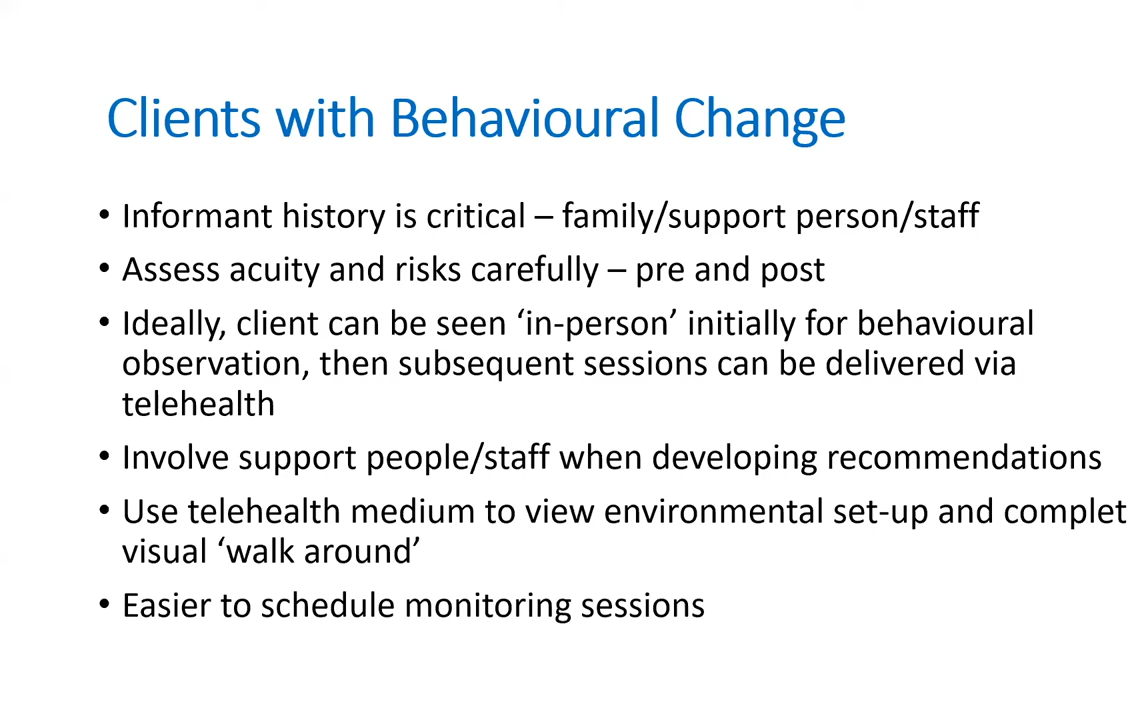 Clients with Behavioural Change
• Informant history is critical – family/support person/staff
• Assess acuity and risks carefully – pre and post
• Ideally, client can be seen ‘in-person’ initially for behavioural
observation, then subsequent sessions can be delivered via
telehealth
• Involve support people/staff when developing recommendations
• Use telehealth medium to view environmental set-up and complet
visual ‘walk around’
• Easier to schedule monitoring sessions